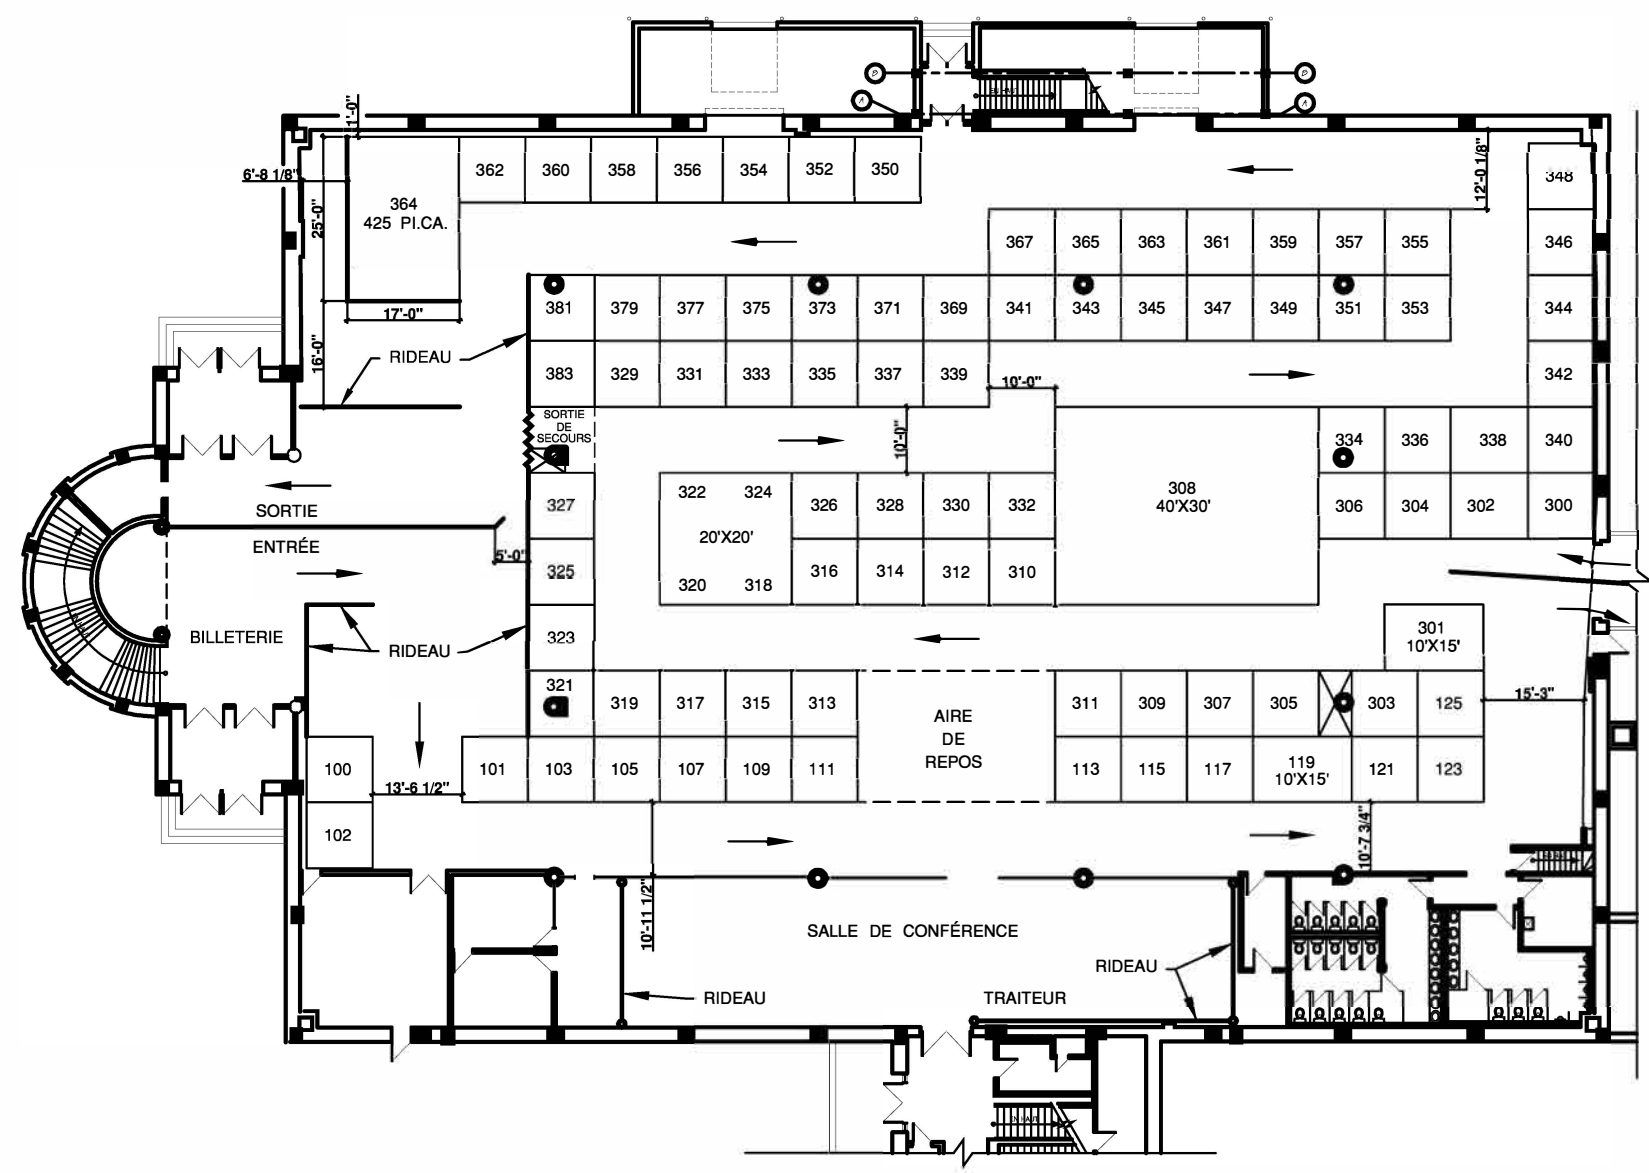 EN HAUT
1'-0"
362 360 358 356 354 352 350
12'-0 1/8"
348
6'-8 1/8"
364
425 PI.CA.
25'-0"
367 365 363 361 359 357 355
346
381 379 377 375 373 371 369 341 343 345 347 349 351 353
344
17'-0"
16'-0"
RIDEAU
383 329 331 333 335 337 339
10'-0"
342
SORTIE
DE
SECOURS
10'-0"
334 336 338 340
322 324
326 328 330 332
308
40'X30'
306 304 302 300
327
SORTIE
20'X20'
ENTRÉE
5'-0"
325
320 318
316 314 312 310
BILLETERIE
RIDEAU
323
301
10'X15'
321
319 317 315 313
AIRE
DE
REPOS
311 309 307 305 303 125
15'-3"
100
13'-6 1/2"
101 103 105 107 109 111
113 115 117
119
10'X15'
121 123
102
10'-7 3/4"
10'-11 1/2"
SALLE DE CONFÉRENCE
RIDEAU
RIDEAU
TRAITEUR
EN HAUT